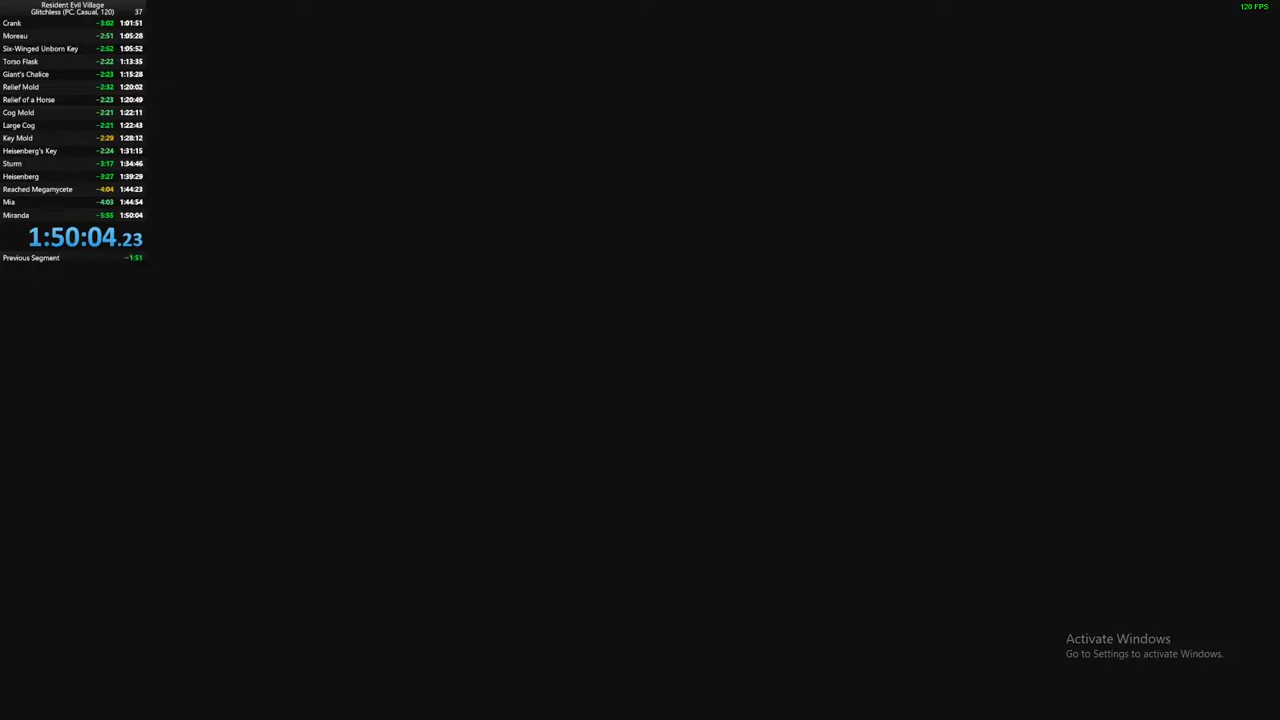 Resident Evil Village
Glitchless (PC, Casual, 120) 37
Crank -3:02 1:01:51
Moreau -2:51 1:05:28
Six-Winged Unborn Key -2:52 1:05:52
Torso Flask -2:22 1:13:35
Giant's Chalice -2:23 1:15:28
Relief Mold -2:32 1:20:02
Relief of a Horse -2:23 1:20:49
Cog Mold -2:21 1:22:11
Large Cog -2:21 1:22:43
Key Mold -2:29 1:28:12
Heisenberg's Key -2:24 1:31:15
Sturm -3:17 1:34:46
Heisenberg -3:27 1:39:29
Reached Megamycete -4:04 1:44:23
Mia -4:03 1:44:54
Miranda -5:55 1:50:04
1:50:04.23
Previous Segment -1:51
120 FPS
Activate Windows
Go to Settings to activate Windows.